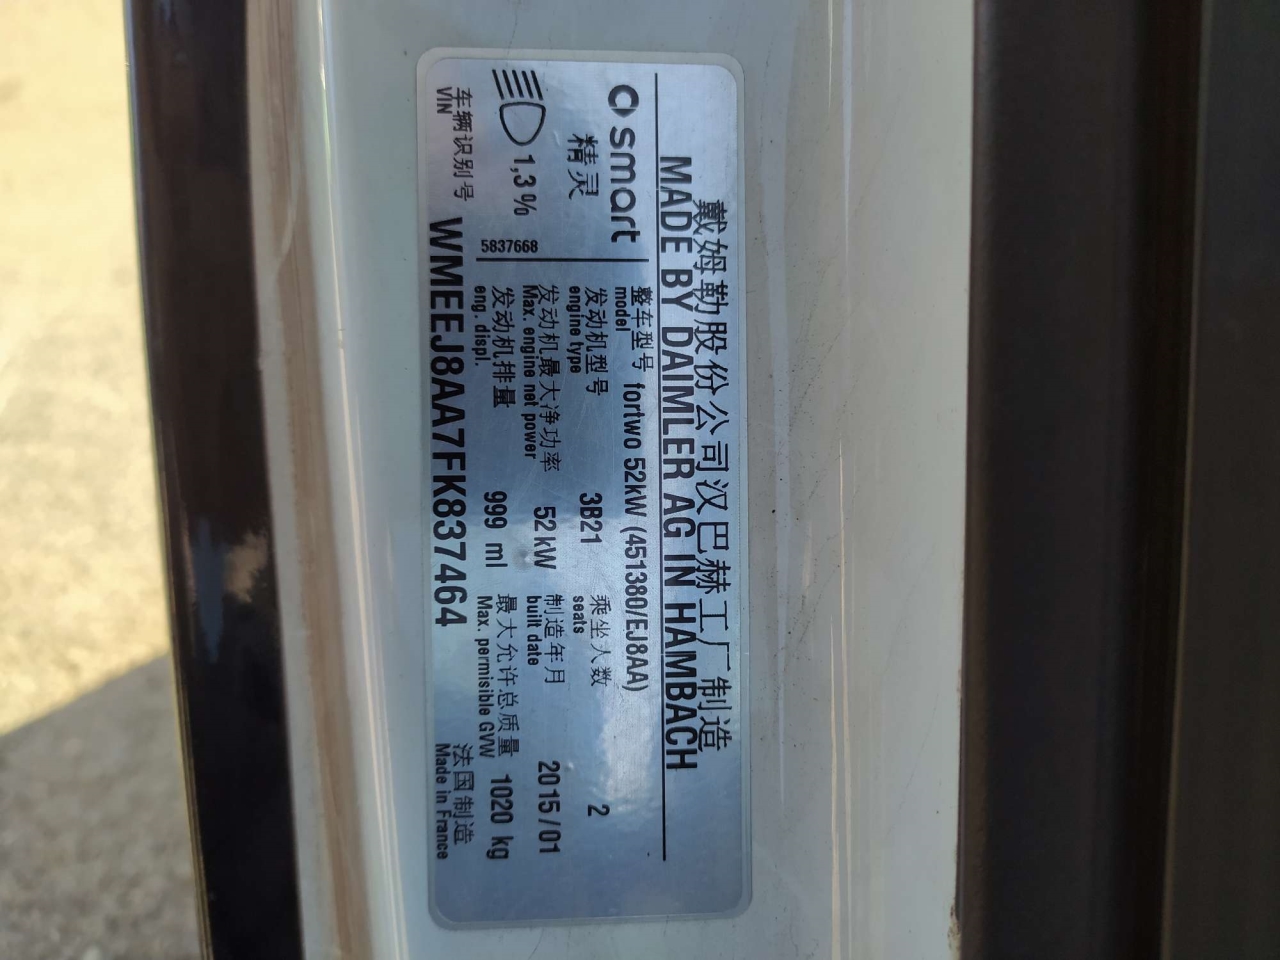 戴姆勒股份公司汉巴赫工厂制造
MADE BY DAIMLER AG IN HAMBACH
smart
精灵
1,3%
5837668
整车型号
model
fortwo 52kW (451380/EJ8AA)
发动机型号
engine type
3B21
乘坐人数
seats
2
发动机最大净功率
Max. engine net power
52 kW
制造年月
built date
2015/01
发动机排量
eng. displ.
999 ml
最大允许总质量
Max. permisible GVW
1020 kg
车辆识别号
VIN
WMEEJ8AA7FK837464
法国制造
Made in France